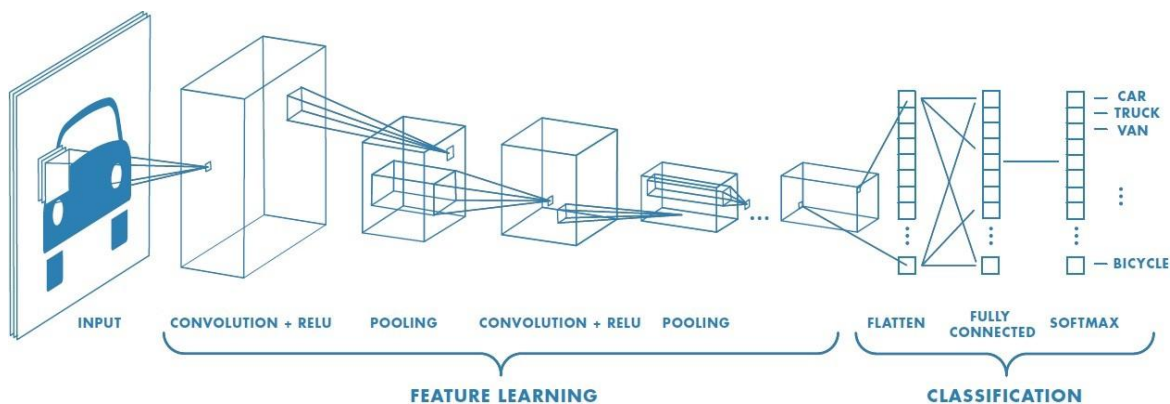 CAR
TRUCK
VAN
BICYCLE
INPUT
CONVOLUTION + RELU
POOLING
CONVOLUTION + RELU
POOLING
FLATTEN
FULLY
CONNECTED
SOFTMAX
FEATURE LEARNING
CLASSIFICATION